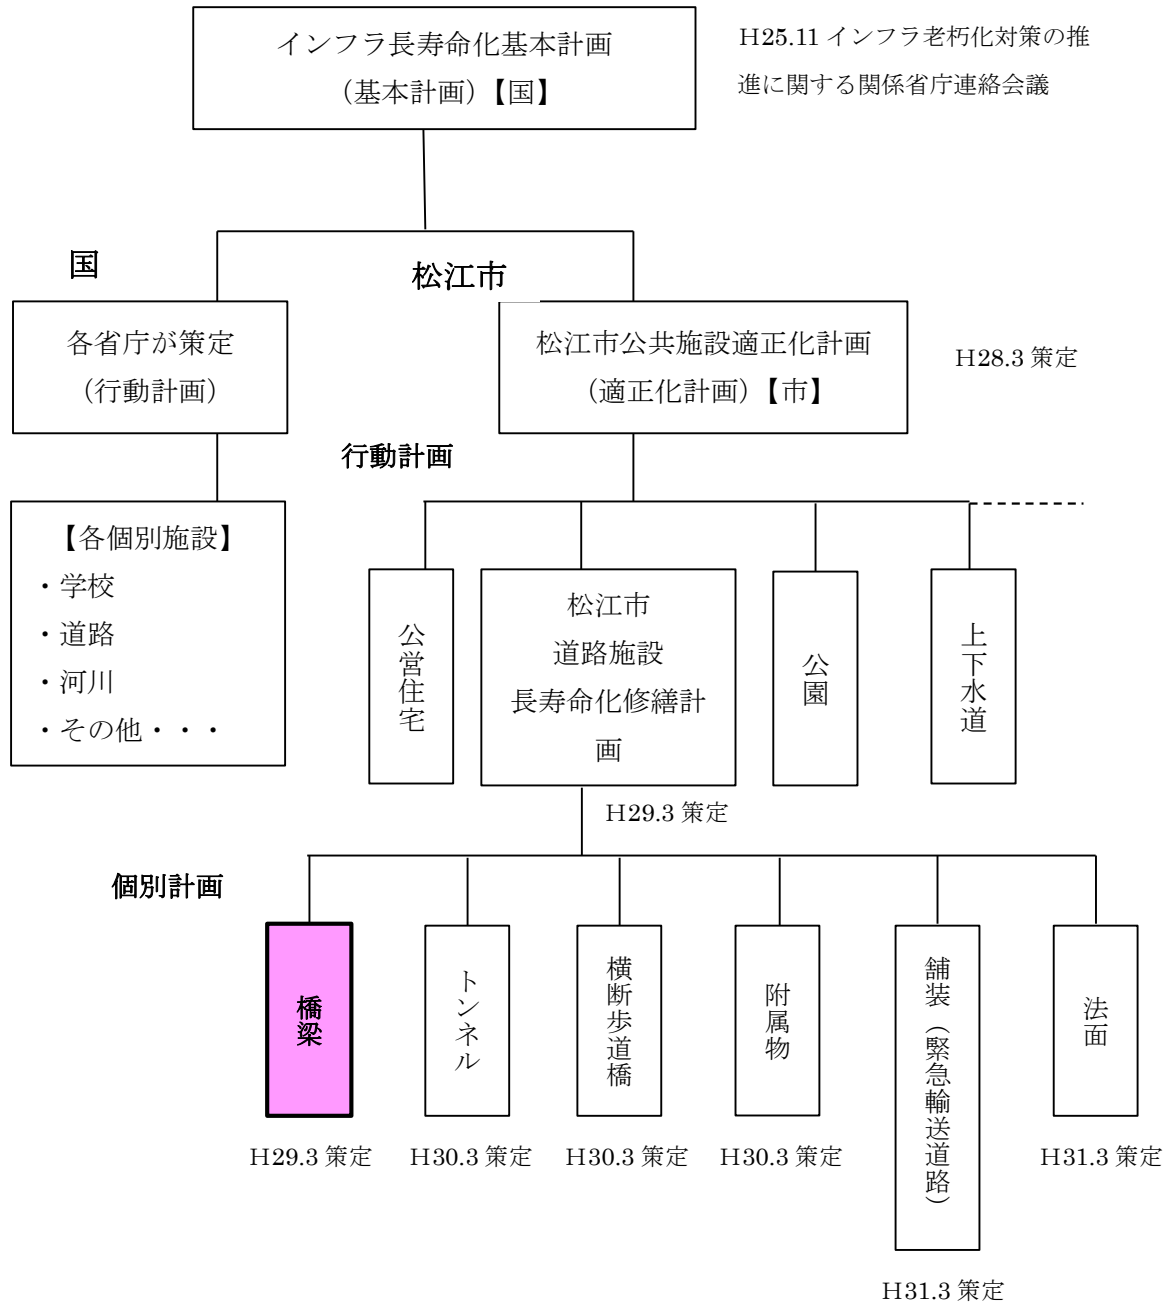 インフラ長寿命化基本計画
（基本計画）【国】
H25.11 インフラ老朽化対策の推
進に関する関係省庁連絡会議
国
松江市
各省庁が策定
（行動計画）
松江市公共施設適正化計画
（適正化計画）【市】
H28.3 策定
行動計画
【各個別施設】
・学校
・道路
・河川
・その他・・・
公営住宅
松江市
道路施設
長寿命化修繕計
画
公園
上下水道
H29.3 策定
個別計画
橋梁
トンネル
横断歩道橋
附属物
舗装（緊急輸送道路）
法面
H29.3 策定
H30.3 策定
H30.3 策定
H30.3 策定
H31.3 策定
H31.3 策定